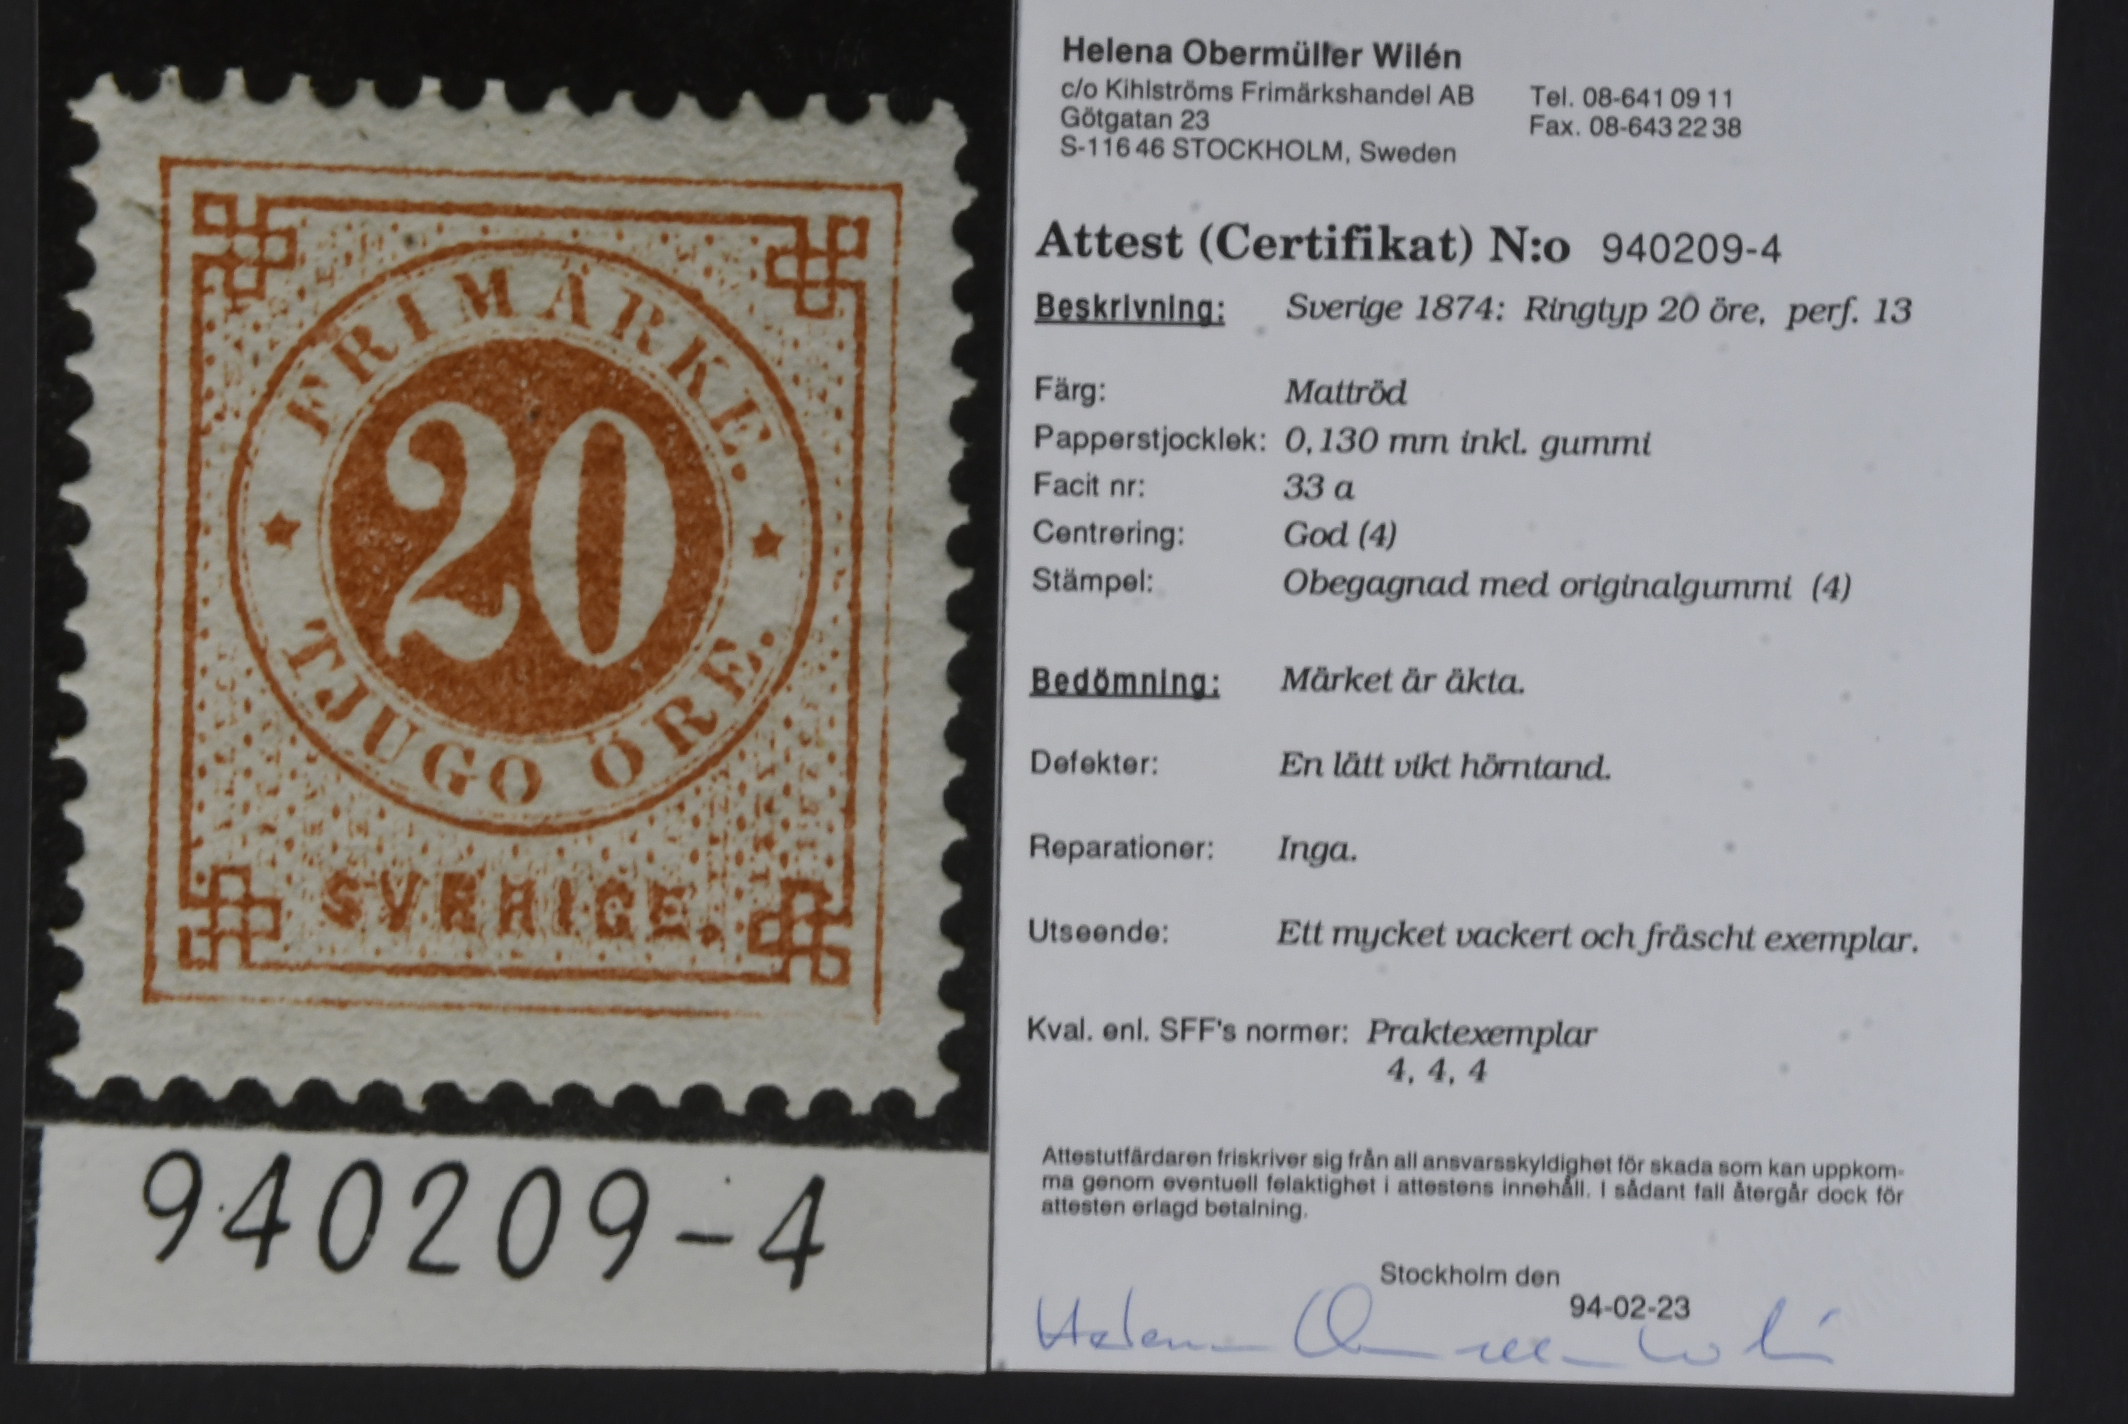 FRIMÄRKE.
20
TJUGO ÖRE.
SVERIGE.
940209-4
Helena Obermüller Wilén
c/o Kihlströms Frimärkshandel AB Tel. 08-641 09 11
Götgatan 23 Fax. 08-643 22 38
S-116 46 STOCKHOLM, Sweden
Attest (Certifikat) N:o 940209-4
Beskrivning: Sverige 1874: Ringtyp 20 öre, perf. 13
Färg: Mattröd
Papperstjocklek: 0,130 mm inkl. gummi
Facit nr: 33 a
Centrering: God (4)
Stämpel: Obegagnad med originalgummi (4)
Bedömning: Märket är äkta.
Defekter: En lätt vikt hörntand.
Reparationer: Inga.
Utseende: Ett mycket vackert och fräscht exemplar.
Kval. enl. SFF's normer: Praktexemplar
4, 4, 4
Attestutfärdaren friskriver sig från all ansvarsskyldighet för skada som kan uppkom-
ma genom eventuell felaktighet i attestens innehåll. I sådant fall återgår dock för
attesten erlagd betalning.
Stockholm den
94-02-23